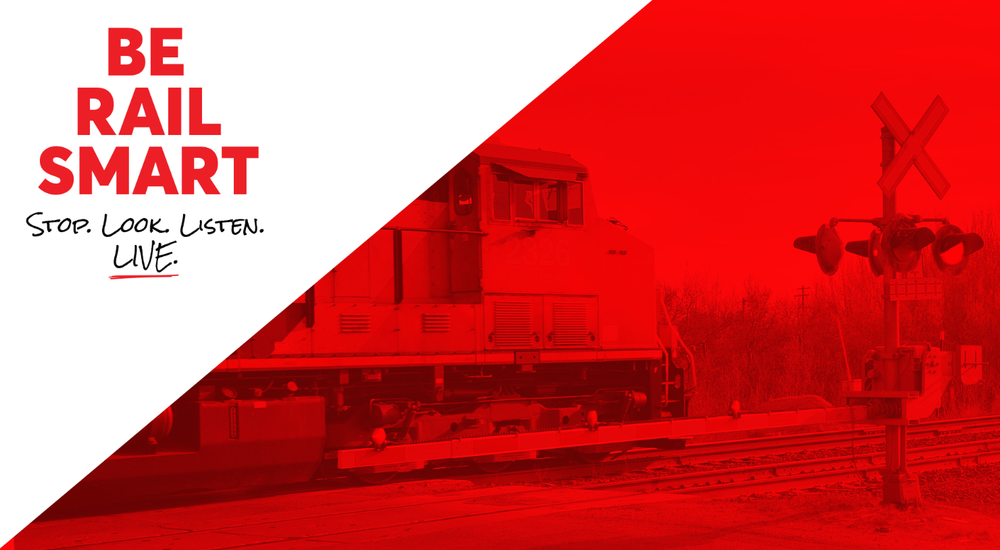 BE
RAIL
SMART
Stop. Look. Listen.
LIVE.